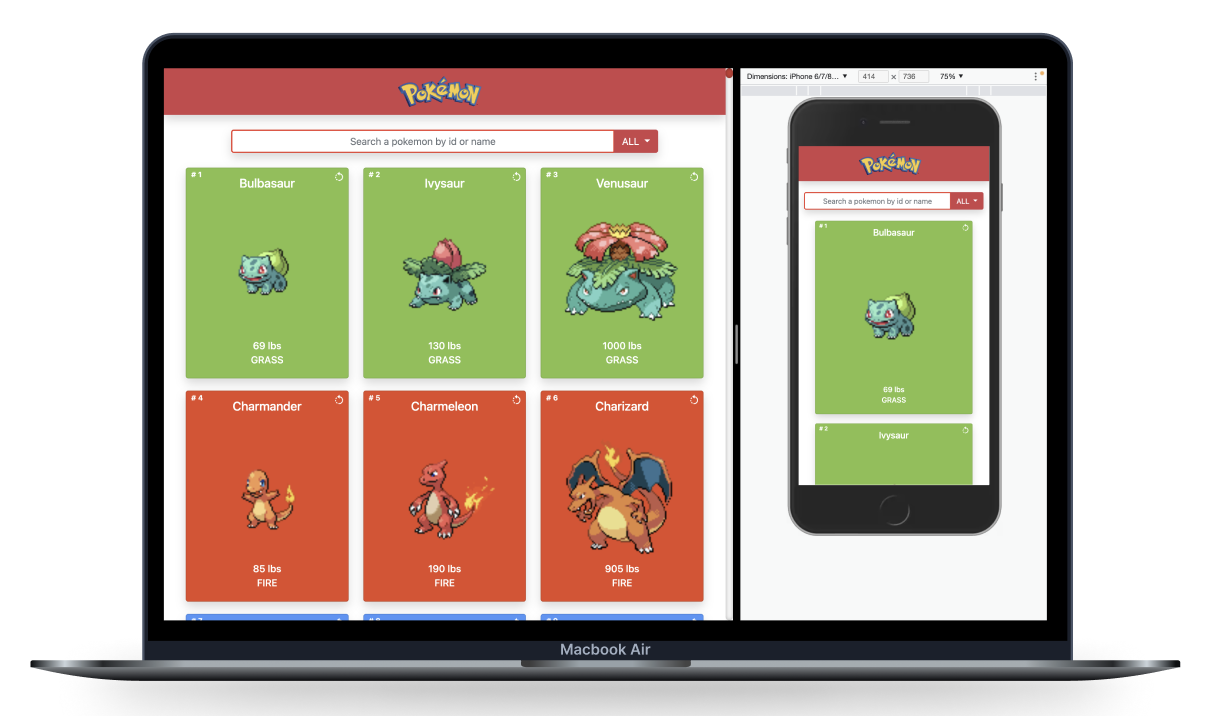 POKéMON
Search a pokemon by id or name ALL
# 1 Bulbasaur
69 lbs
GRASS
# 2 Ivysaur
130 lbs
GRASS
# 3 Venusaur
1000 lbs
GRASS
# 4 Charmander
85 lbs
FIRE
# 5 Charmeleon
190 lbs
FIRE
# 6 Charizard
905 lbs
FIRE
# 7
# 8
# 9
Dimensions: iPhone 6/7/8... ▼ 414 x 736 75% ▼
POKéMON
Search a pokemon by id or name ALL
# 1
Bulbasaur
69 lbs
GRASS
# 2
Ivysaur
Macbook Air